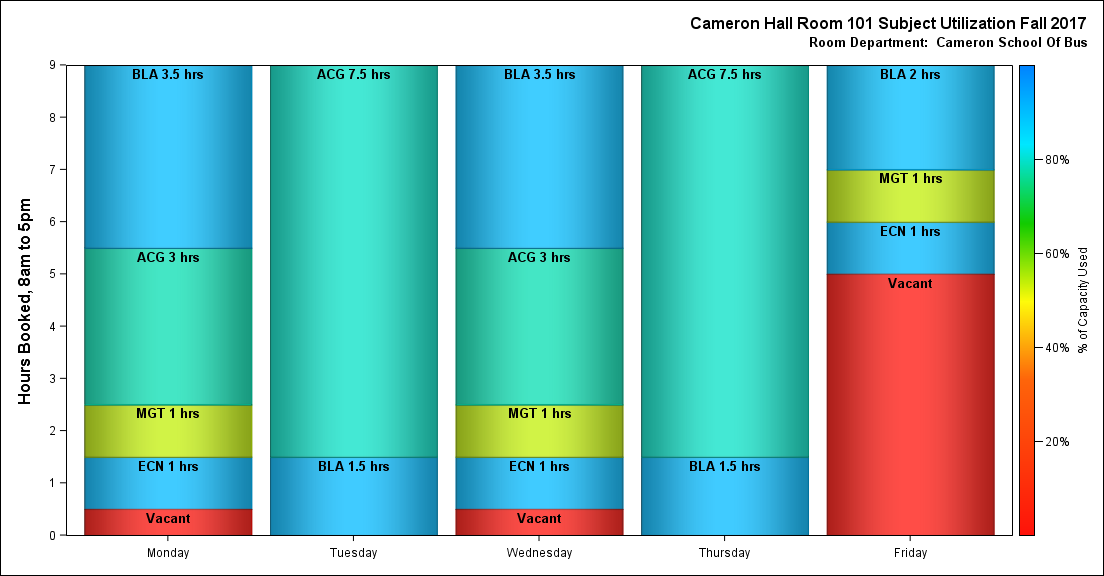 Cameron Hall Room 101 Subject Utilization Fall 2017
Room Department:  Cameron School Of Bus
Hours Booked, 8am to 5pm
9
8
7
6
5
4
3
2
1
0
BLA 3.5 hrs
ACG 3 hrs
MGT 1 hrs
ECN 1 hrs
Vacant
ACG 7.5 hrs
BLA 1.5 hrs
BLA 3.5 hrs
ACG 3 hrs
MGT 1 hrs
ECN 1 hrs
Vacant
ACG 7.5 hrs
BLA 1.5 hrs
BLA 2 hrs
MGT 1 hrs
ECN 1 hrs
Vacant
Monday
Tuesday
Wednesday
Thursday
Friday
80%
60%
40%
20%
% of Capacity Used